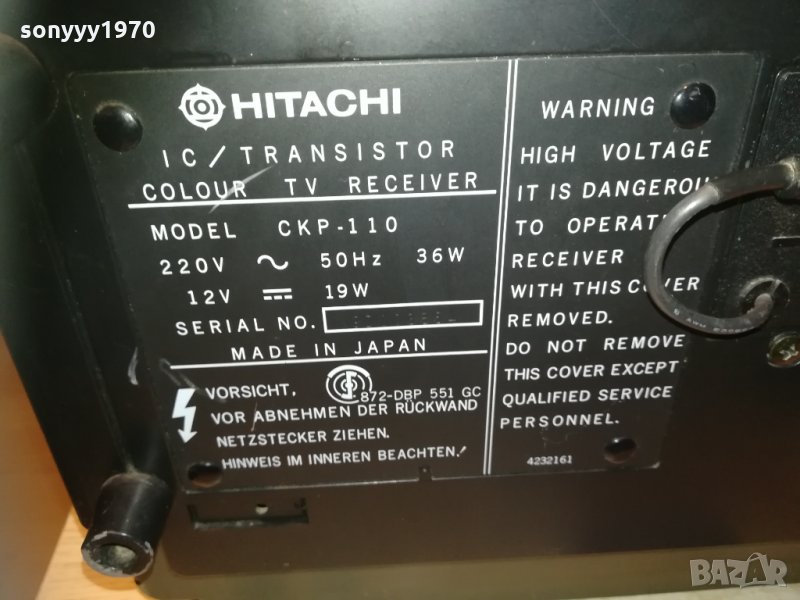 sonyyy1970
HITACHI
IC/TRANSISTOR
COLOUR TV RECEIVER
MODEL CKP-110
220V ~ 50Hz 36W
12V ⎓ 19W
SERIAL NO.
MADE IN JAPAN
VORSICHT,
872-DBP 551 GC
VOR ABNEHMEN DER RÜCKWAND
NETZSTECKER ZIEHEN.
HINWEIS IM INNEREN BEACHTEN!
WARNING
HIGH VOLTAGE
IT IS DANGEROU
TO OPERAT
RECEIVER
WITH THIS COVER
REMOVED.
DO NOT REMOVE
THIS COVER EXCEPT
QUALIFIED SERVICE
PERSONNEL.
4232161
BAZAR